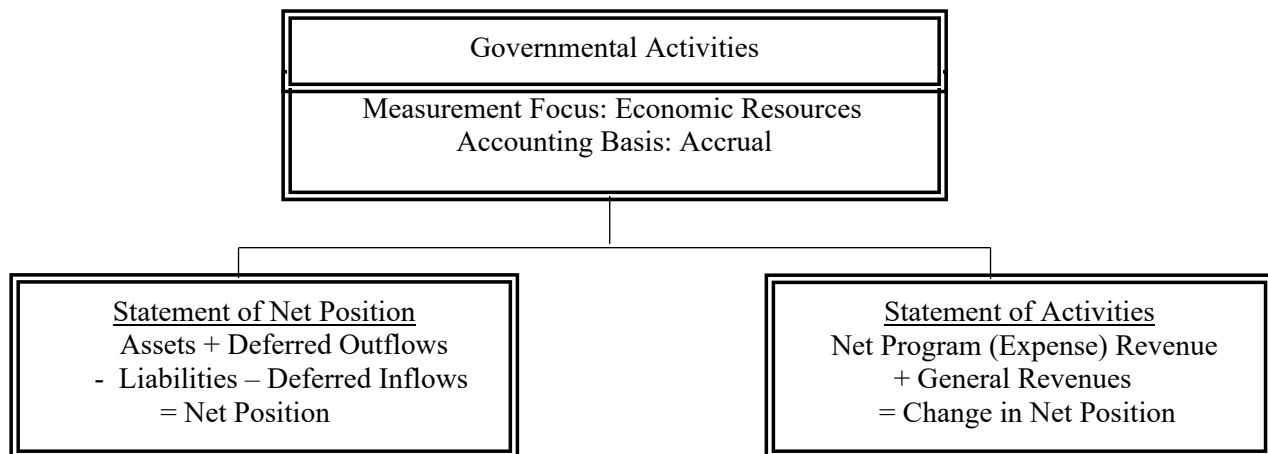 Governmental Activities
Measurement Focus: Economic Resources
Accounting Basis: Accrual
Statement of Net Position
Assets + Deferred Outflows
- Liabilities – Deferred Inflows
= Net Position
Statement of Activities
Net Program (Expense) Revenue
+ General Revenues
= Change in Net Position